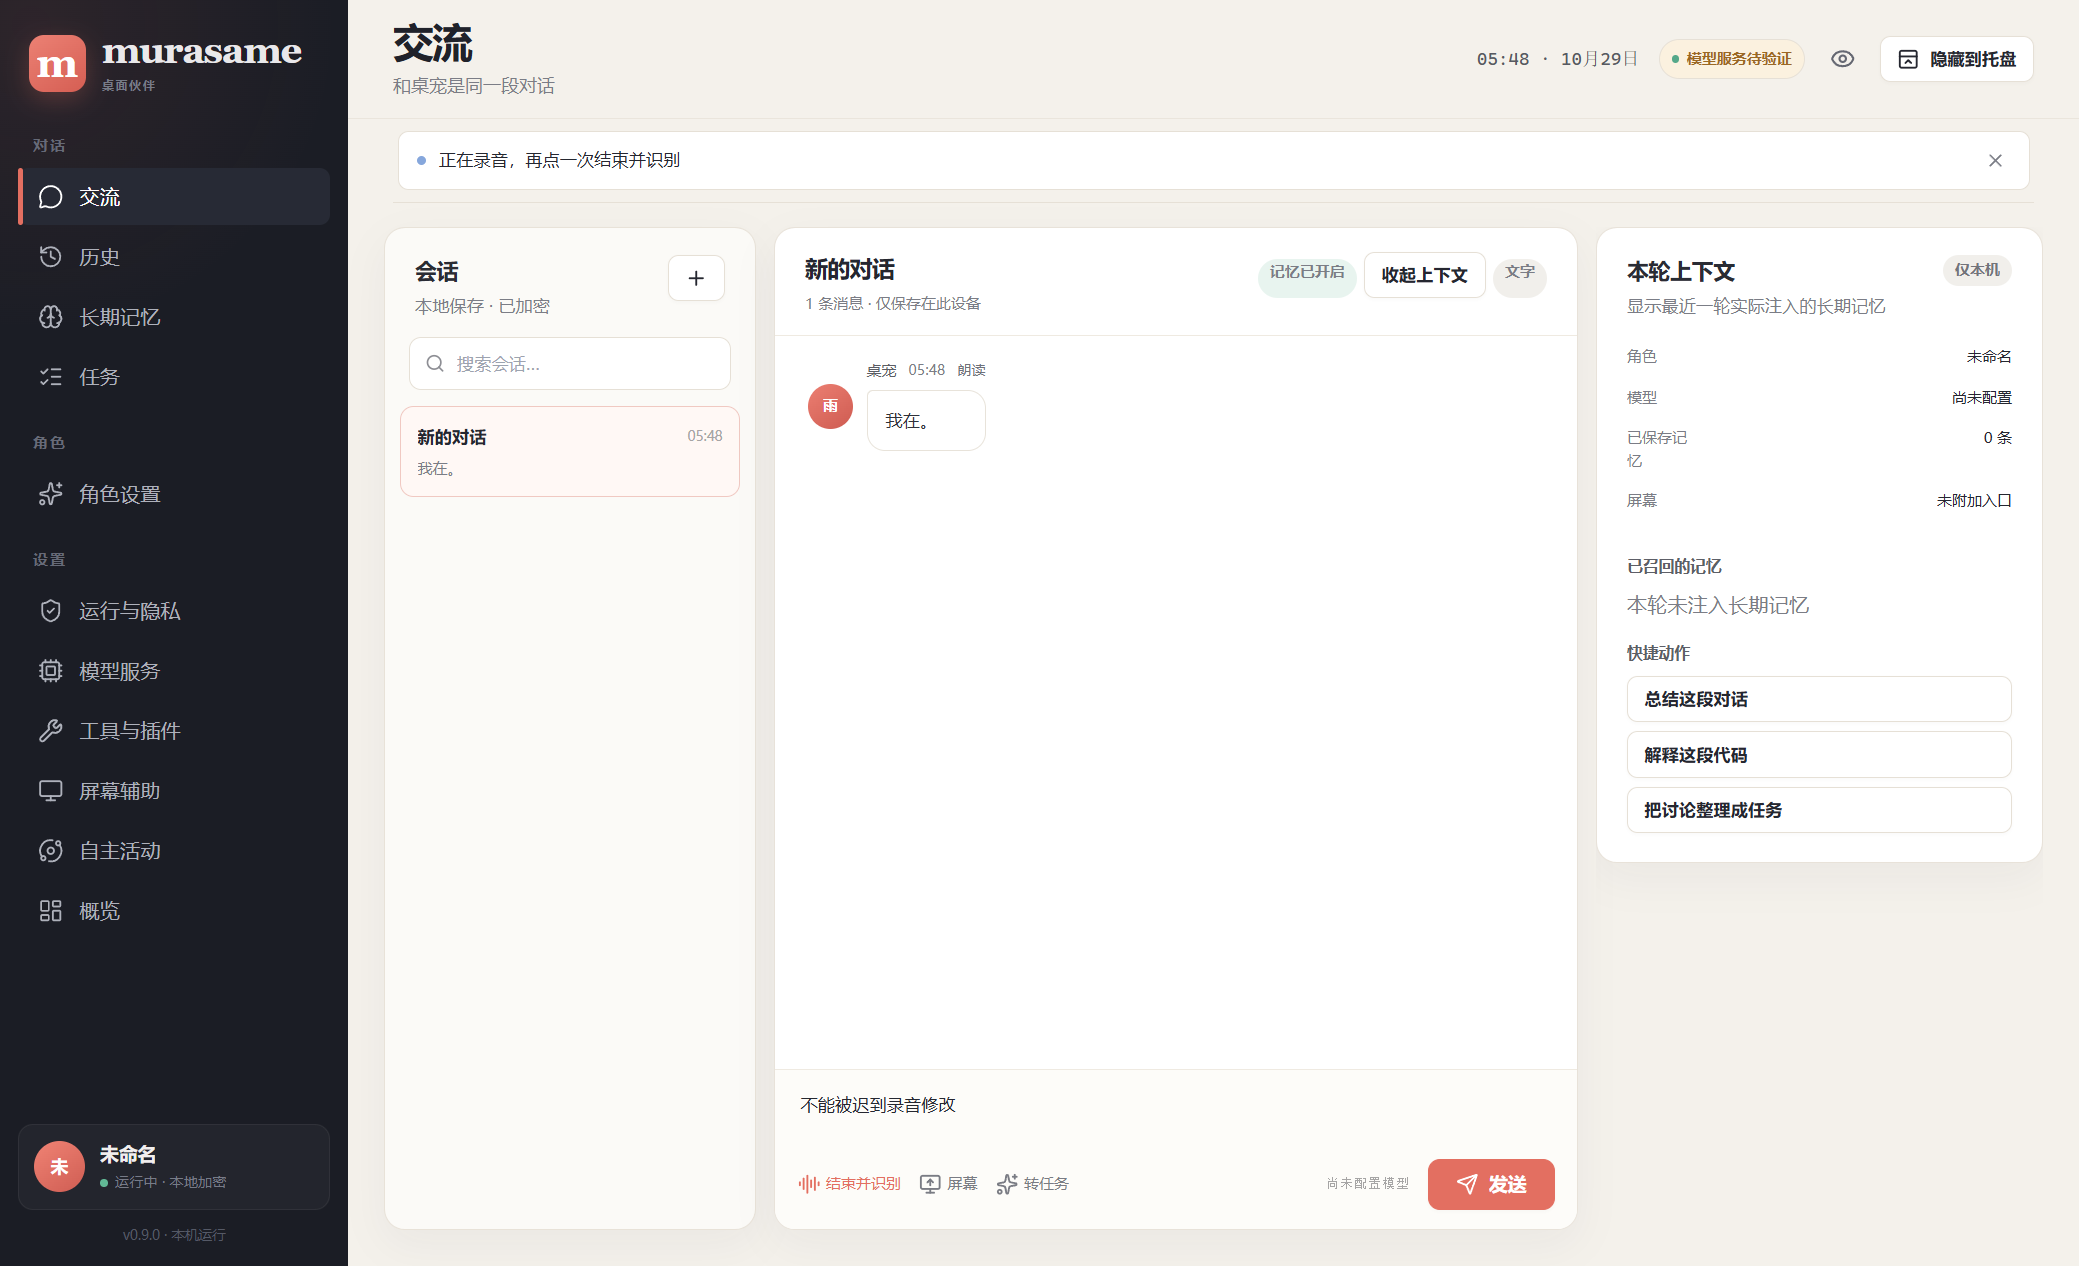 m
murasame
桌面伙伴
对话
交流
历史
长期记忆
任务
角色
角色设置
设置
运行与隐私
模型服务
工具与插件
屏幕辅助
自主活动
概览
未
未命名
运行中 · 本地加密
v0.9.0 · 本机运行
交流
和桌宠是同一段对话
05:48 · 10月29日
模型服务待验证
隐藏到托盘
正在录音，再点一次结束并识别
会话
本地保存 · 已加密
搜索会话...
新的对话 05:48
我在。
新的对话
1 条消息 · 仅保存在此设备
记忆已开启
收起上下文
文字
桌宠 05:48 朗读
雨
我在。
不能被迟到录音修改
结束并识别
屏幕
转任务
尚未配置模型
发送
本轮上下文
仅本机
显示最近一轮实际注入的长期记忆
角色 未命名
模型 尚未配置
已保存记
忆
0 条
屏幕 未附加入口
已召回的记忆
本轮未注入长期记忆
快捷动作
总结这段对话
解释这段代码
把讨论整理成任务